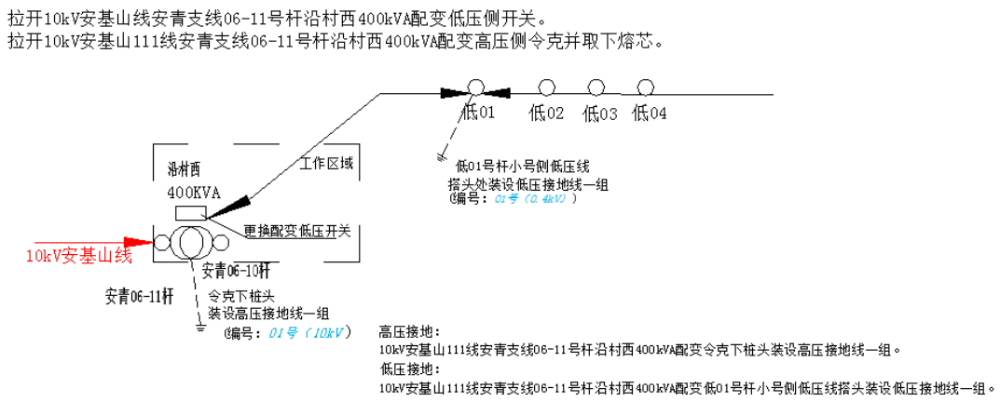 拉开10kV安基山线安青支线06-11号杆沿村西400kVA配变低压侧开关。
拉开10kV安基山111线安青支线06-11号杆沿村西400kVA配变高压侧令克并取下熔芯。
低01
低02
低03
低04
工作区域
沿村西
400KVA
低01号杆小号侧低压线
搭头处装设低压接地线一组
(编号：01号（0.4kV）)
更换配变低压开关
10kV安基山线
安青06-10杆
安青06-11杆
令克下桩头
装设高压接地线一组
(编号：01号（10kV）
高压接地：
10kV安基山111线安青支线06-11号杆沿村西400kVA配变令克下桩头装设高压接地线一组。
低压接地：
10kV安基山111线安青支线06-11号杆沿村西400kVA配变低01号杆小号侧低压线搭头装设低压接地线一组。